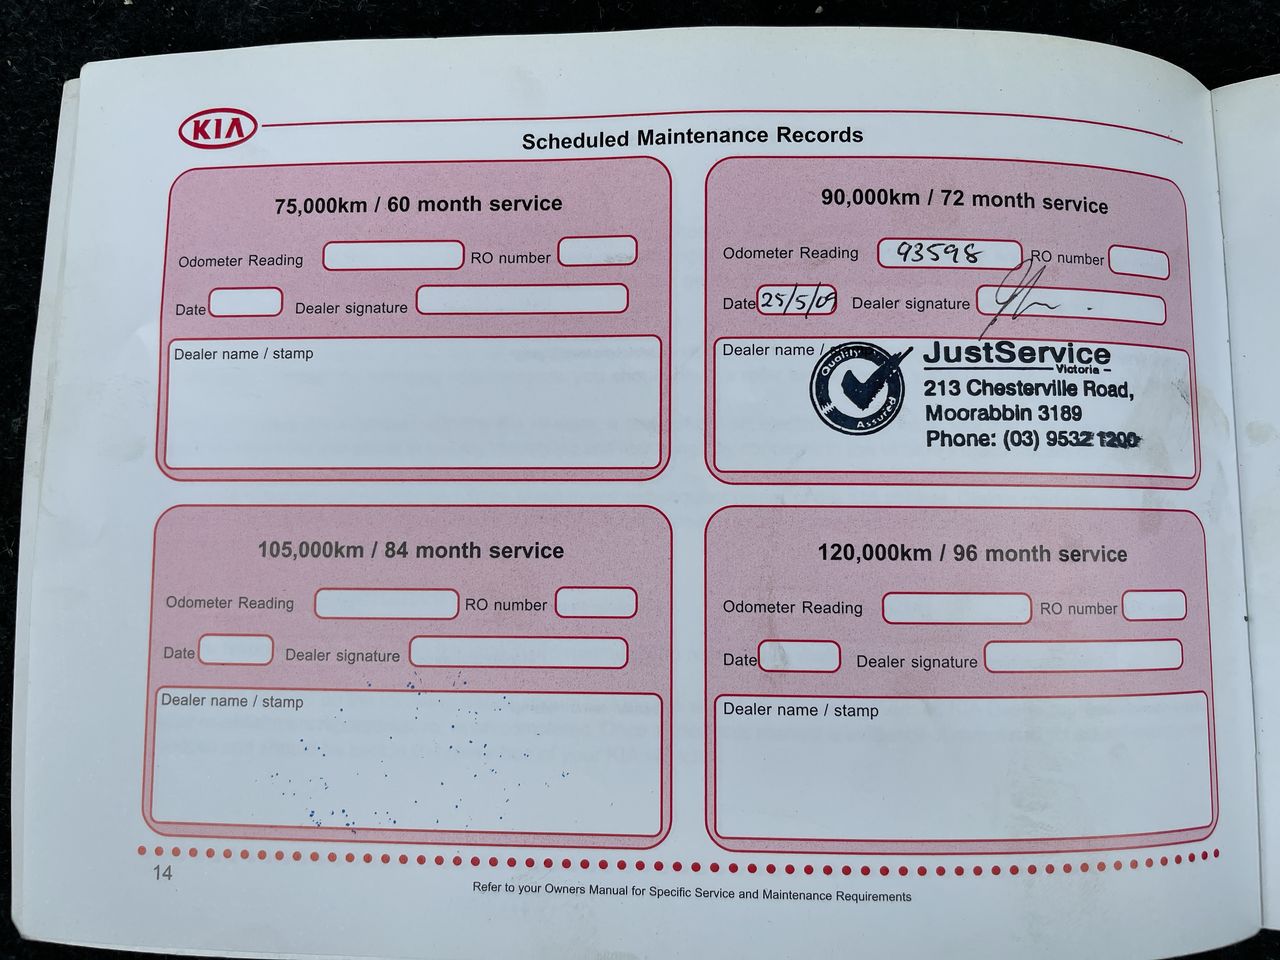 KIA
Scheduled Maintenance Records
75,000km / 60 month service
Odometer Reading RO number
Date Dealer signature
Dealer name / stamp
90,000km / 72 month service
Odometer Reading 93598 RO number
Date 25/5/09 Dealer signature
Dealer name /
Quality
Assured
JustService
Victoria
213 Chesterville Road,
Moorabbin 3189
Phone: (03) 9532 1200
105,000km / 84 month service
Odometer Reading RO number
Date Dealer signature
Dealer name / stamp
120,000km / 96 month service
Odometer Reading RO number
Date Dealer signature
Dealer name / stamp
14
Refer to your Owners Manual for Specific Service and Maintenance Requirements